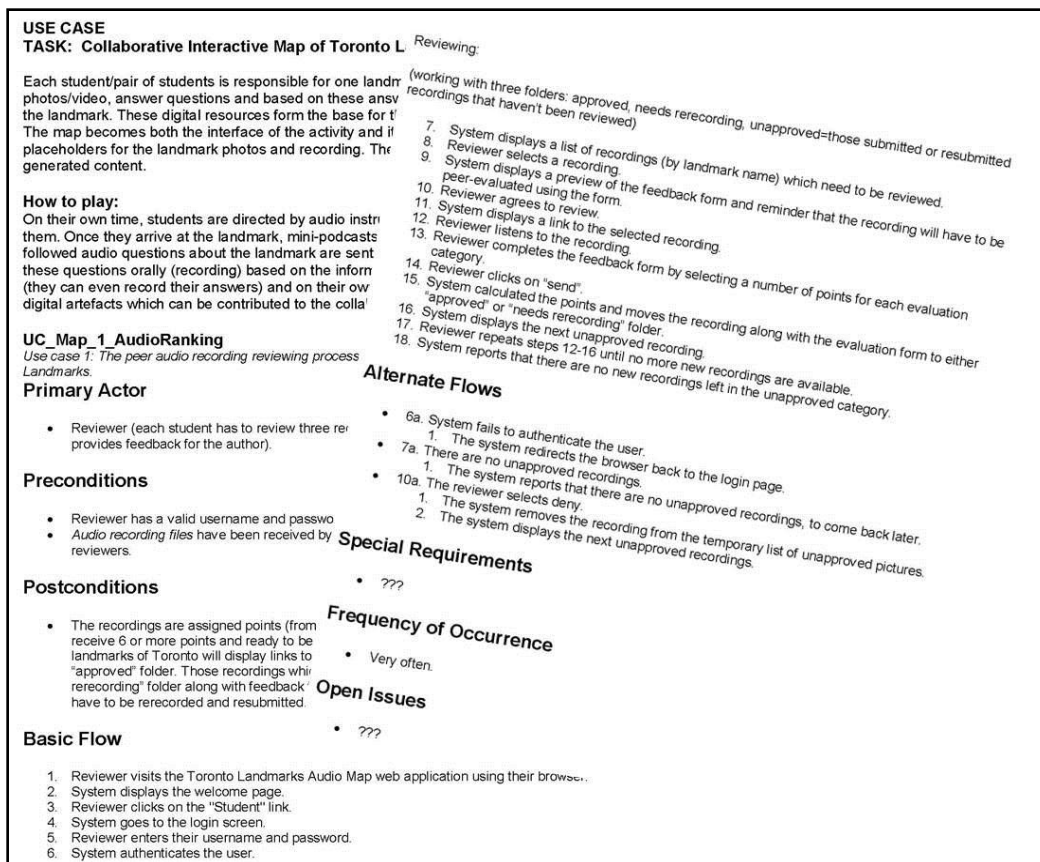 USE CASE
TASK: Collaborative Interactive Map of Toronto L
Each student/pair of students is responsible for one landm
photos/video, answer questions and based on these answ
the landmark. These digital resources form the base for t
The map becomes both the interface of the activity and it
placeholders for the landmark photos and recording. The
generated content.
How to play:
On their own time, students are directed by audio instru
them. Once they arrive at the landmark, mini-podcasts
followed audio questions about the landmark are sent
these questions orally (recording) based on the inform
(they can even record their answers) and on their ow
digital artefacts which can be contributed to the colla
UC_Map_1_AudioRanking
Use case 1: The peer audio recording reviewing process
Landmarks.
Primary Actor
• Reviewer (each student has to review three re
provides feedback for the author).
Preconditions
• Reviewer has a valid username and passwo
• Audio recording files have been received by
reviewers.
Postconditions
• The recordings are assigned points (from
receive 6 or more points and ready to be
landmarks of Toronto will display links to
"approved" folder. Those recordings whi
rerecording" folder along with feedback
have to be rerecorded and resubmitted.
Basic Flow
1. Reviewer visits the Toronto Landmarks Audio Map web application using their browser.
2. System displays the welcome page.
3. Reviewer clicks on the "Student" link.
4. System goes to the login screen.
5. Reviewer enters their username and password.
6. System authenticates the user.
Reviewing:
(working with three folders: approved, needs rerecording, unapproved=those submitted or resubmitted
recordings that haven't been reviewed)
7. System displays a list of recordings (by landmark name) which need to be reviewed.
8. Reviewer selects a recording.
9. System displays a preview of the feedback form and reminder that the recording will have to be
peer-evaluated using the form.
10. Reviewer agrees to review.
11. System displays a link to the selected recording.
12. Reviewer listens to the recording.
13. Reviewer completes the feedback form by selecting a number of points for each evaluation
category.
14. Reviewer clicks on "send".
15. System calculated the points and moves the recording along with the evaluation form to either
"approved" or "needs rerecording" folder.
16. System displays the next unapproved recording.
17. Reviewer repeats steps 12-16 until no more new recordings are available.
18. System reports that there are no new recordings left in the unapproved category.
Alternate Flows
• 6a. System fails to authenticate the user.
1. The system redirects the browser back to the login page.
• 7a. There are no unapproved recordings.
1. The system reports that there are no unapproved recordings, to come back later.
• 10a. The reviewer selects deny.
1. The system removes the recording from the temporary list of unapproved pictures.
2. The system displays the next unapproved recordings.
Special Requirements
• ???
Frequency of Occurrence
• Very often.
Open Issues
• ???